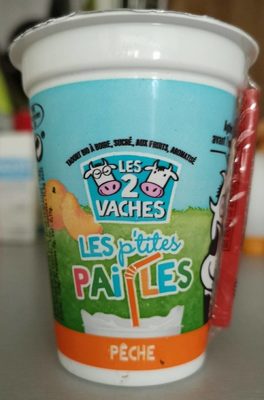 YAOURT BIO À BOIRE, SUCRÉ, AUX FRUITS, AROMATISÉ
LES
2
VACHES
LES p'tites
PAILLES
PÊCHE